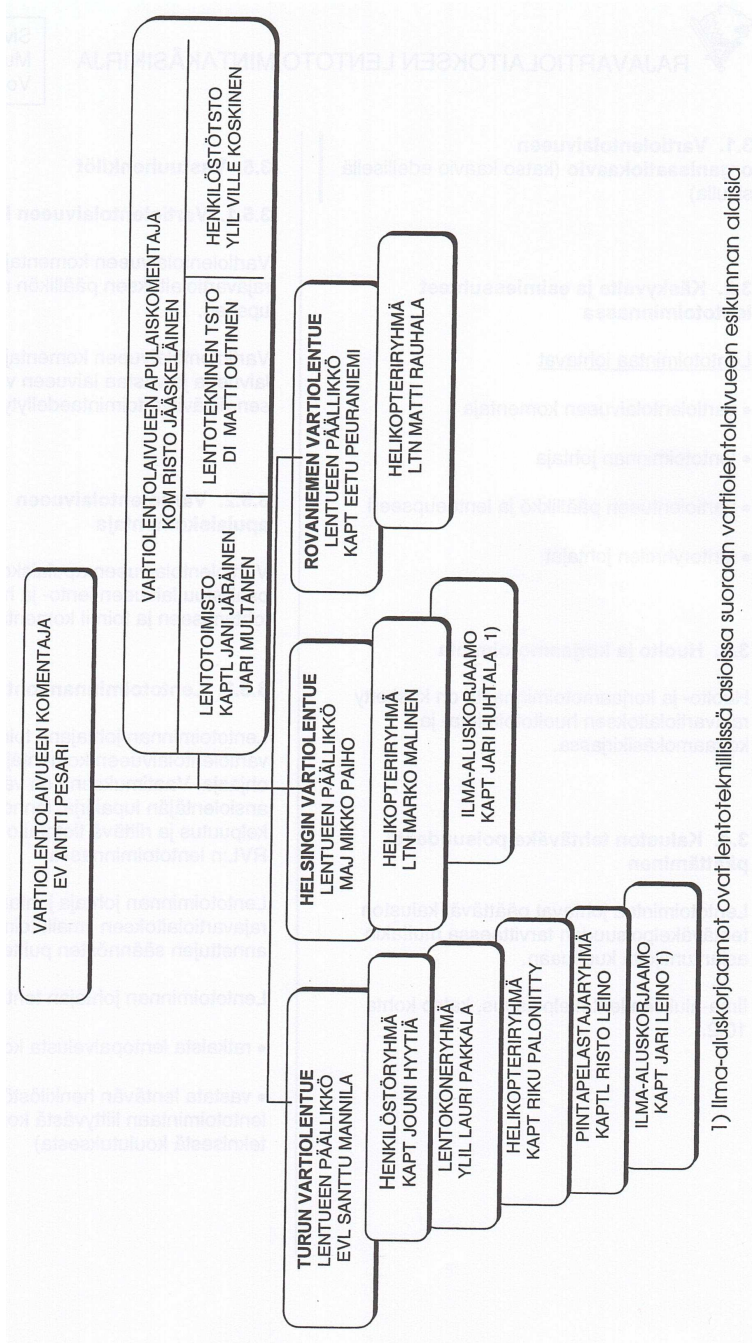 VARTIOLENTOLAIVUEEN KOMENTAJA
EV ANTTI PESARI
VARTIOLENTOLAIVUEEN APULAISKOMENTAJA
KOM RISTO JÄÄSKELÄINEN
LENTOTOIMISTO
KAPTL JANI JÄRÄINEN
JARI MULTANEN
LENTOTEKNINEN TSTO
DI MATTI OUTINEN
HENKILÖSTÖTSTO
YLIL VILLE KOSKINEN
TURUN VARTIOLENTUE
LENTUEEN PÄÄLLIKKÖ
EVL SANTTU MANNILA
HENKILÖSTÖRYHMÄ
KAPT JOUNI HYYTIÄ
LENTOKONERYHMÄ
YLIL LAURI PAKKALA
HELIKOPTERIRYHMÄ
KAPT RIKU PALONIITTY
PINTAPELASTAJARYHMÄ
KAPTL RISTO LEINO
ILMA-ALUSKORJAAMO
KAPT JARI LEINO 1)
HELSINGIN VARTIOLENTUE
LENTUEEN PÄÄLLIKKÖ
MAJ MIKKO PAIHO
HELIKOPTERIRYHMÄ
LTN MARKO MALINEN
ILMA-ALUSKORJAAMO
KAPT JARI HUHTALA 1)
ROVANIEMEN VARTIOLENTUE
LENTUEEN PÄÄLLIKKÖ
KAPT EETU PEURANIEMI
HELIKOPTERIRYHMÄ
LTN MATTI RAUHALA
1) Ilma-aluskorjaamot ovat lentoteknillisissä asioissa suoraan vartiolentolaivueen esikunnan alaisia